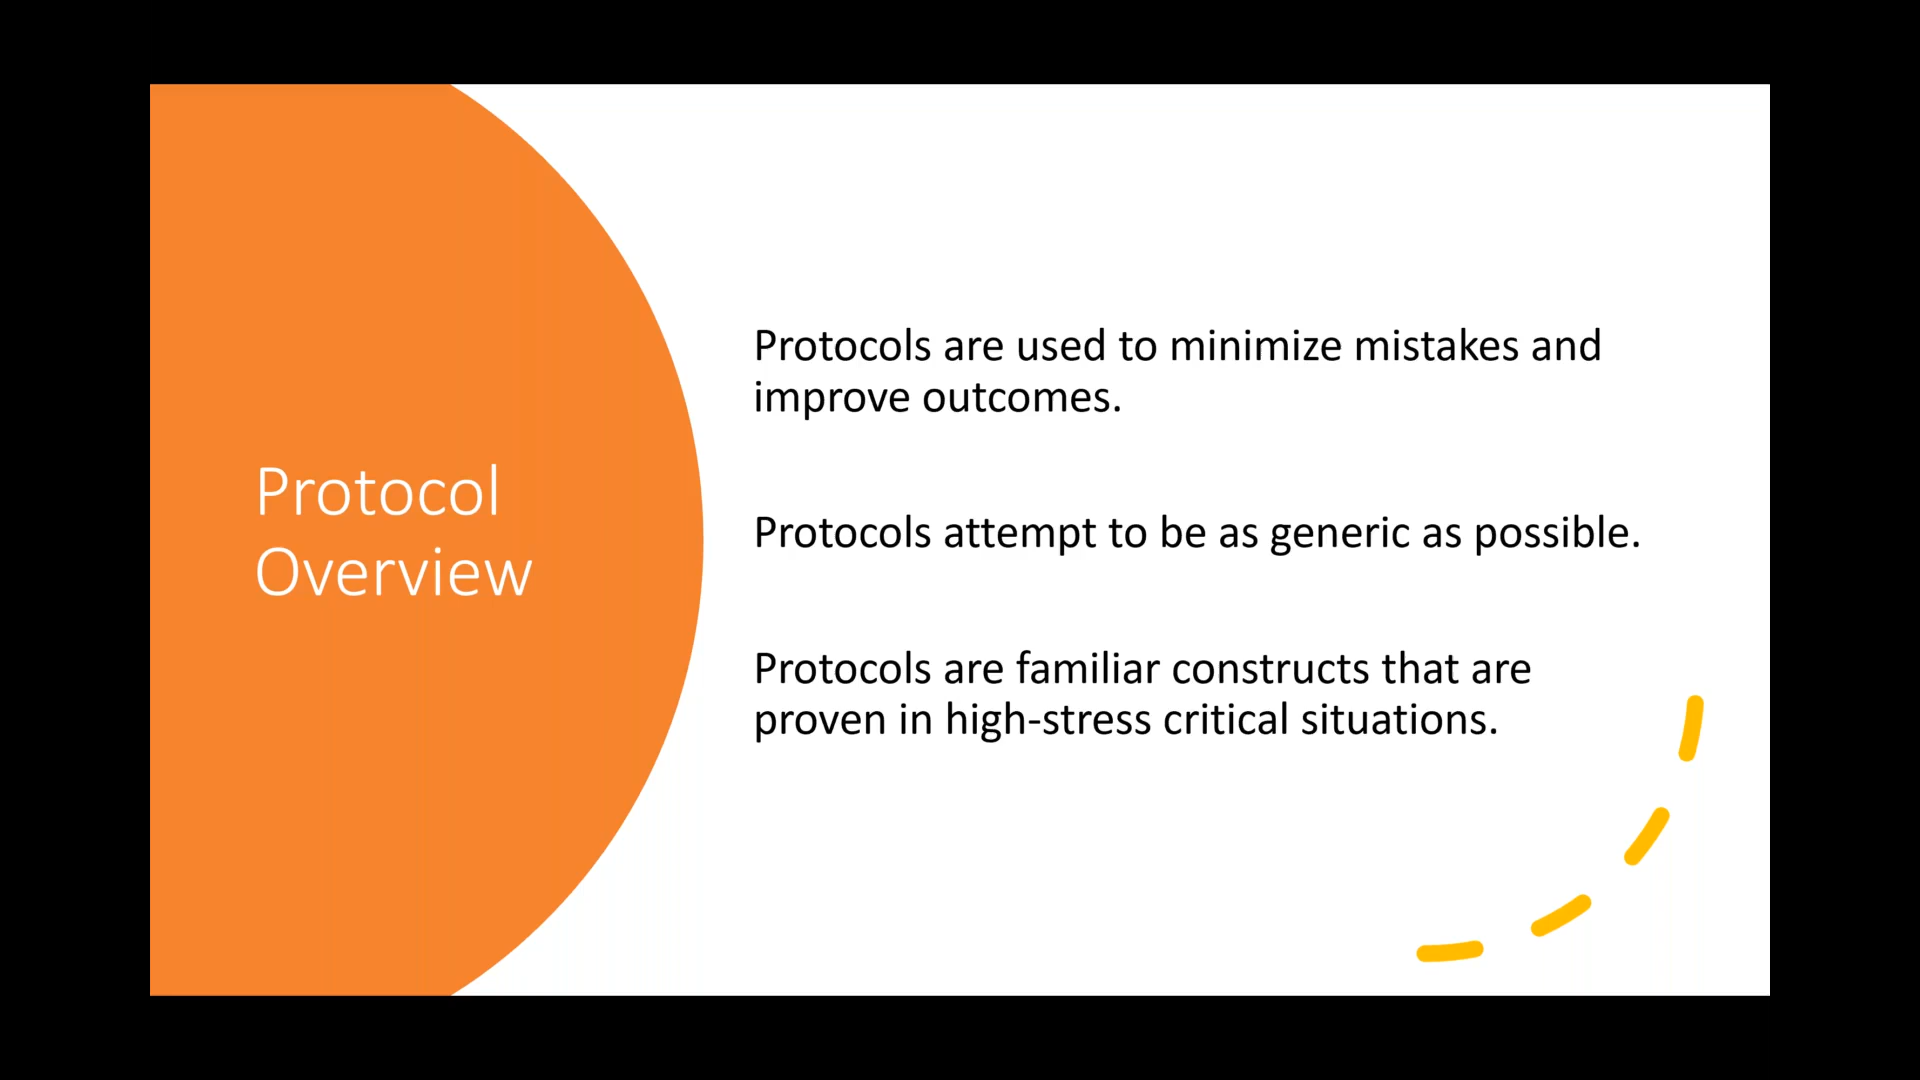 Protocol
Overview
Protocols are used to minimize mistakes and
improve outcomes.
Protocols attempt to be as generic as possible.
Protocols are familiar constructs that are
proven in high-stress critical situations.